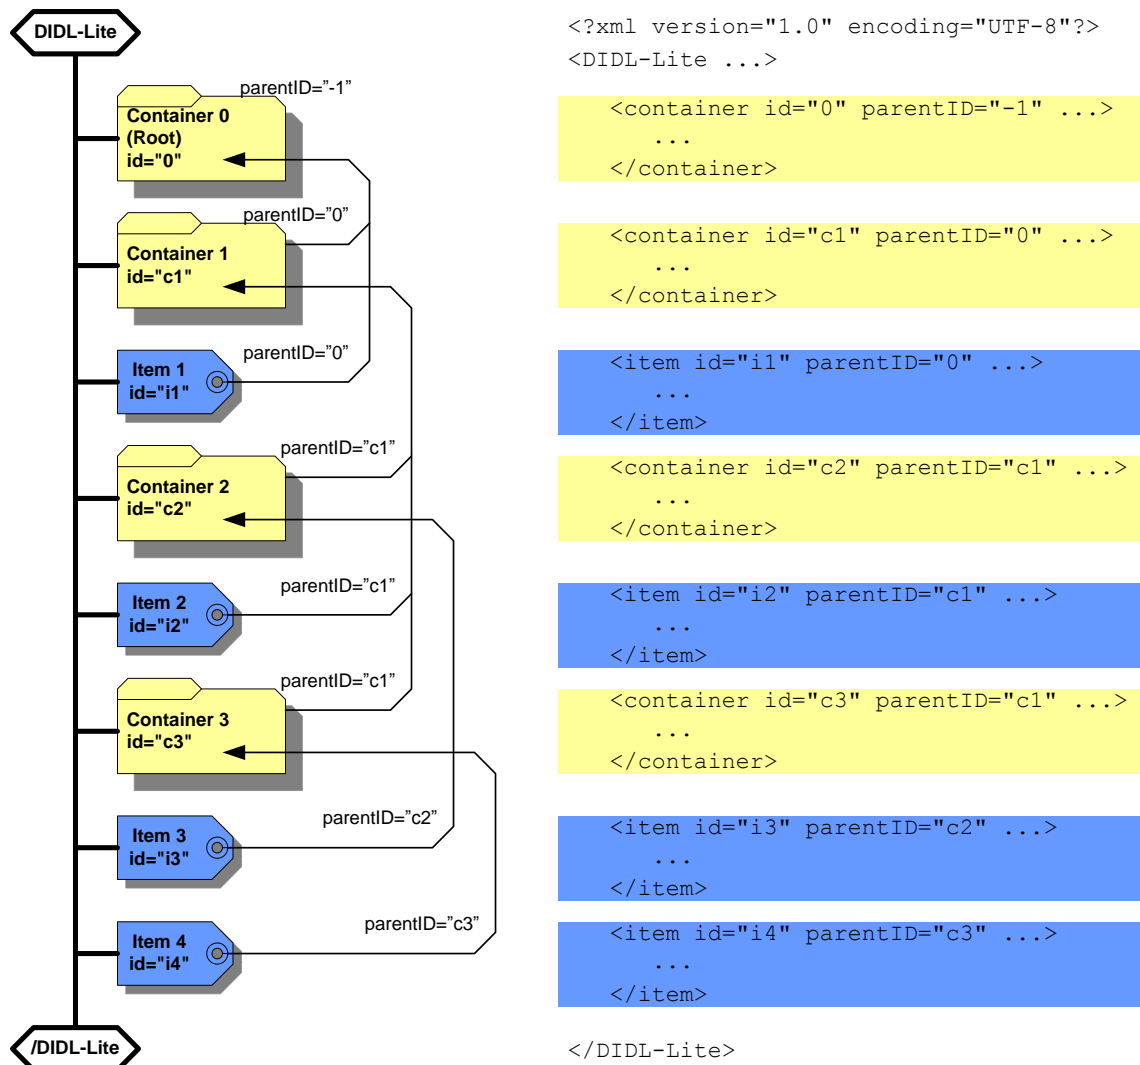 DIDL-Lite
parentID="-1"
Container 0
(Root)
id="0"
parentID=”0”
Container 1
id="c1"
parentID=”0”
Item 1
id="i1"
parentID=”c1”
Container 2
id="c2"
parentID=”c1”
Item 2
id="i2"
parentID=”c1”
Container 3
id="c3"
parentID=”c2”
Item 3
id="i3"
parentID=”c3”
Item 4
id="i4"
/DIDL-Lite
<?xml version="1.0" encoding="UTF-8"?>
<DIDL-Lite ...>
<container id="0" parentID="-1" ...>
...
</container>
<container id="c1" parentID="0" ...>
...
</container>
<item id="i1" parentID="0" ...>
...
</item>
<container id="c2" parentID="c1" ...>
...
</container>
<item id="i2" parentID="c1" ...>
...
</item>
<container id="c3" parentID="c1" ...>
...
</container>
<item id="i3" parentID="c2" ...>
...
</item>
<item id="i4" parentID="c3" ...>
...
</item>
</DIDL-Lite>